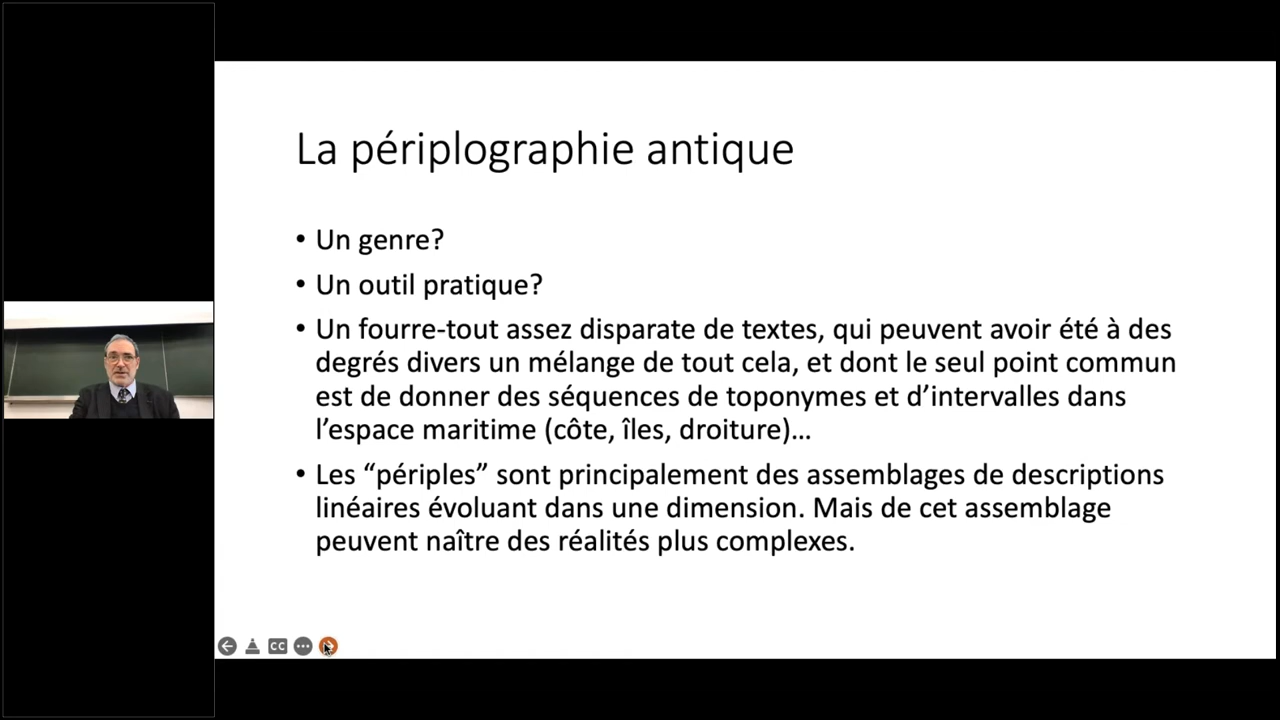 La périplographie antique
• Un genre?
• Un outil pratique?
• Un fourre-tout assez disparate de textes, qui peuvent avoir été à des
degrés divers un mélange de tout cela, et dont le seul point commun
est de donner des séquences de toponymes et d’intervalles dans
l’espace maritime (côte, îles, droiture)…
• Les “périples” sont principalement des assemblages de descriptions
linéaires évoluant dans une dimension. Mais de cet assemblage
peuvent naître des réalités plus complexes.
CC